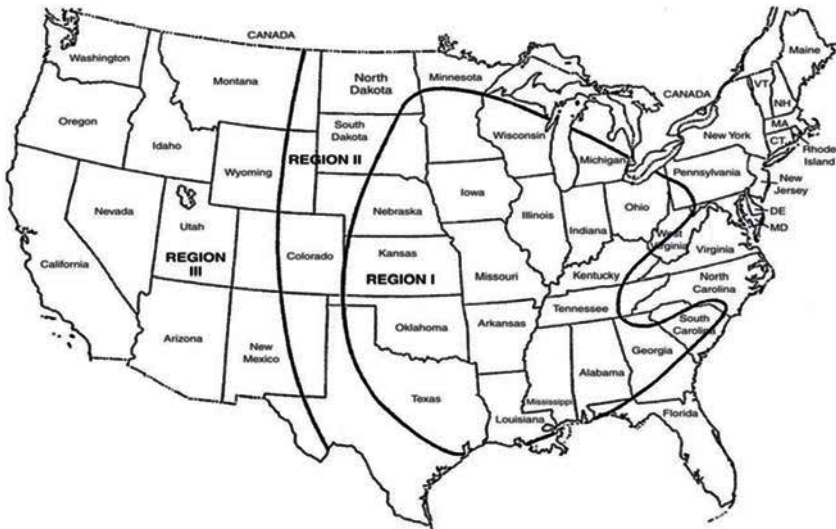 CANADA
Washington
Montana
North
Dakota
Minnesota
Maine
VT.
NH
CANADA
MA
CT.
Rhode
Island
Oregon
Idaho
South
Dakota
Wisconsin
Michigan
New York
REGION II
Wyoming
Pennsylvania
New
Jersey
Iowa
Nebraska
Nevada
Utah
Illinois
Indiana
Ohio
DE
MD
West
Virginia
Virginia
California
REGION
III
Colorado
Kansas
REGION I
Missouri
Kentucky
North
Carolina
Tennessee
South
Carolina
Arizona
New
Mexico
Oklahoma
Arkansas
Georgia
Alabama
Mississippi
Texas
Louisiana
Florida